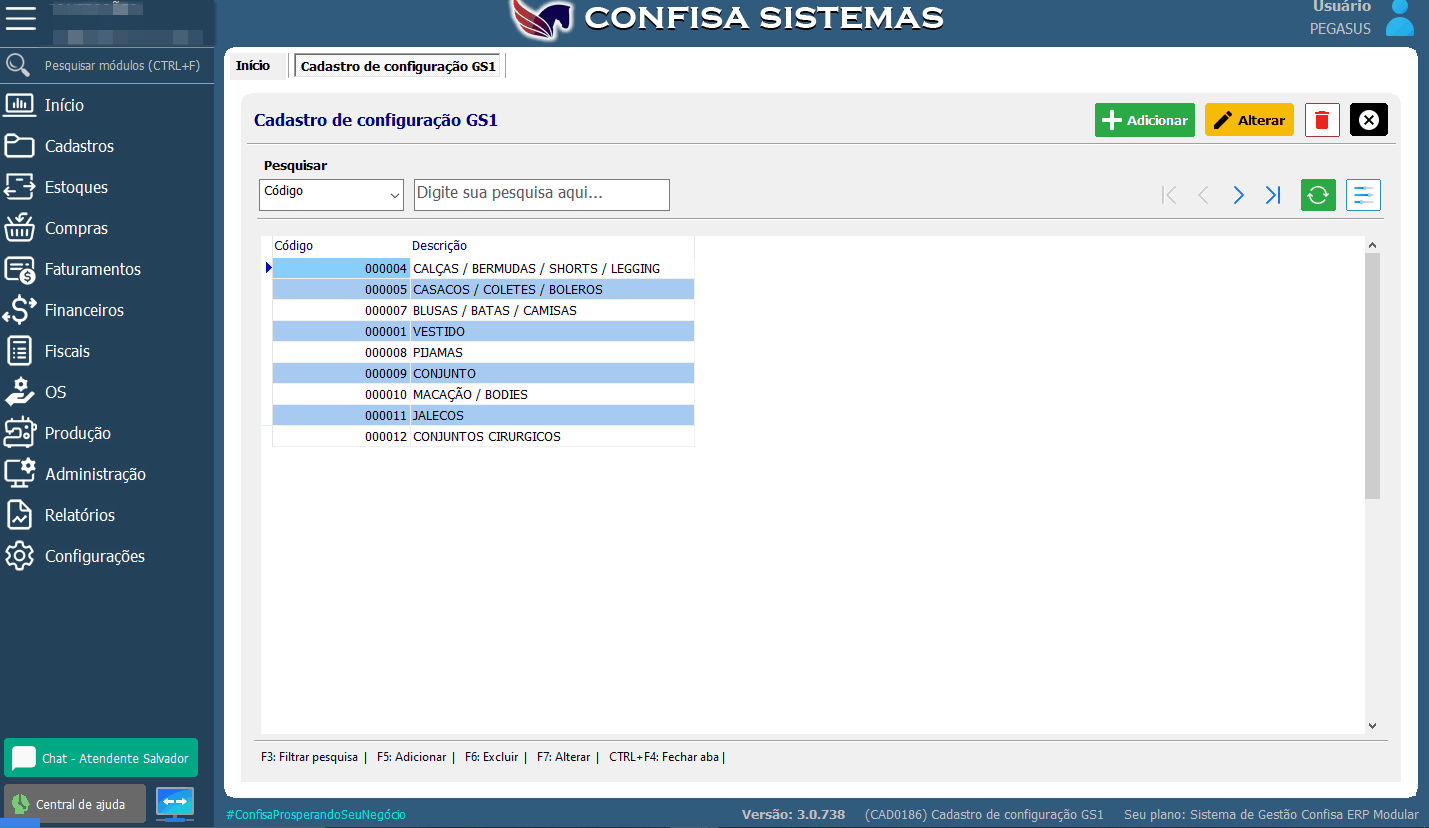 CONFISA SISTEMAS
Usuário
PEGASUS
Pesquisar módulos (CTRL+F)
Início
Cadastros
Estoques
Compras
Faturamentos
Financeiros
Fiscais
OS
Produção
Administração
Relatórios
Configurações
Chat - Atendente Salvador
Central de ajuda
Início
Cadastro de configuração GS1
Cadastro de configuração GS1
Adicionar
Alterar
Pesquisar
Código
Digite sua pesquisa aqui...
Código Descrição
000004 CALÇAS / BERMUDAS / SHORTS / LEGGING
000005 CASACOS / COLETES / BOLEROS
000007 BLUSAS / BATAS / CAMISAS
000001 VESTIDO
000008 PIJAMAS
000009 CONJUNTO
000010 MACAÇÃO / BODIES
000011 JALECOS
000012 CONJUNTOS CIRURGICOS
F3: Filtrar pesquisa | F5: Adicionar | F6: Excluir | F7: Alterar | CTRL+F4: Fechar aba |
#ConfisaProsperandoSeuNegócio
Versão: 3.0.738 (CAD0186) Cadastro de configuração GS1 Seu plano: Sistema de Gestão Confisa ERP Modular